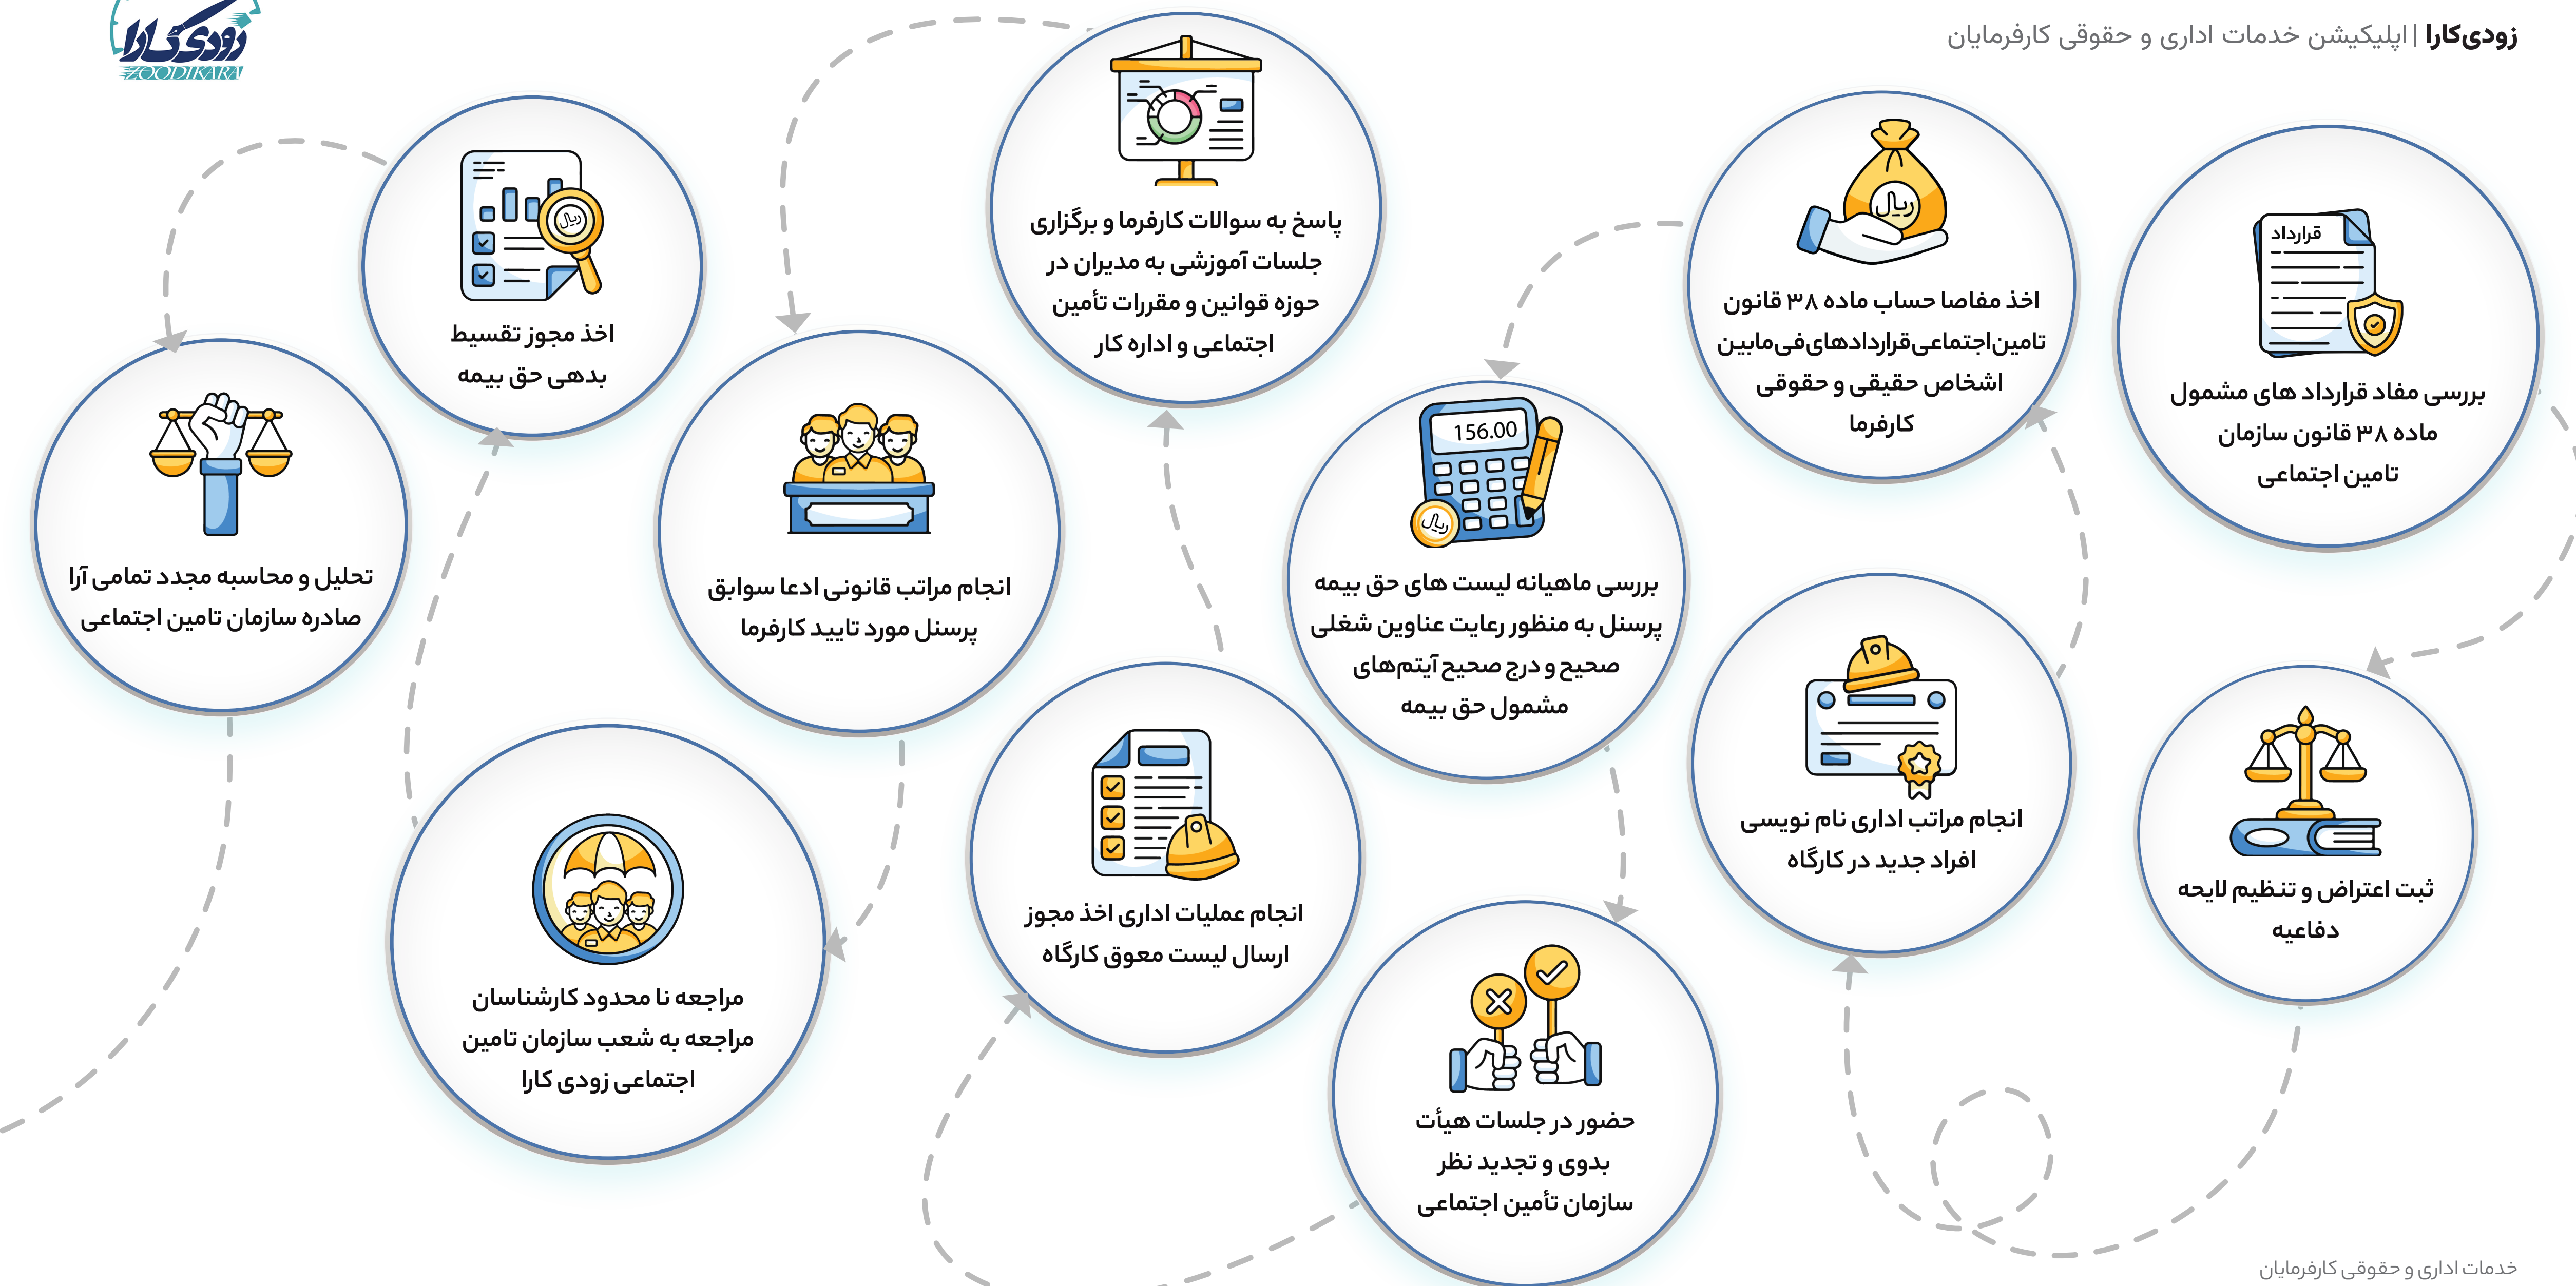 زودی‌کارا | اپلیکیشن خدمات اداری و حقوقی کارفرمایان
زودی‌کارا
ZOODIKARA
قرارداد
بررسی مفاد قرارداد های مشمول
ماده ۳۸ قانون سازمان
تامین اجتماعی
ثبت اعتراض و تنظیم لایحه
دفاعیه
انجام مراتب اداری نام نویسی
افراد جدید در کارگاه
ریال
اخذ مفاصا حساب ماده ۳۸ قانون
تامین‌اجتماعی‌قراردادهای‌فی‌مابین
اشخاص حقیقی و حقوقی
کارفرما
156.00
ریال
بررسی ماهیانه لیست های حق بیمه
پرسنل به منظور رعایت عناوین شغلی
صحیح و درج صحیح آیتم‌های
مشمول حق بیمه
حضور در جلسات هیأت
بدوی و تجدید نظر
سازمان تأمین اجتماعی
انجام عملیات اداری اخذ مجوز
ارسال لیست معوق کارگاه
پاسخ به سوالات کارفرما و برگزاری
جلسات آموزشی به مدیران در
حوزه قوانین و مقررات تأمین
اجتماعی و اداره کار
انجام مراتب قانونی ادعا سوابق
پرسنل مورد تایید کارفرما
مراجعه نا محدود کارشناسان
مراجعه به شعب سازمان تامین
اجتماعی زودی کارا
ریال
اخذ مجوز تقسیط
بدهی حق بیمه
تحلیل و محاسبه مجدد تمامی آرا
صادره سازمان تامین اجتماعی
خدمات اداری و حقوقی کارفرمایان